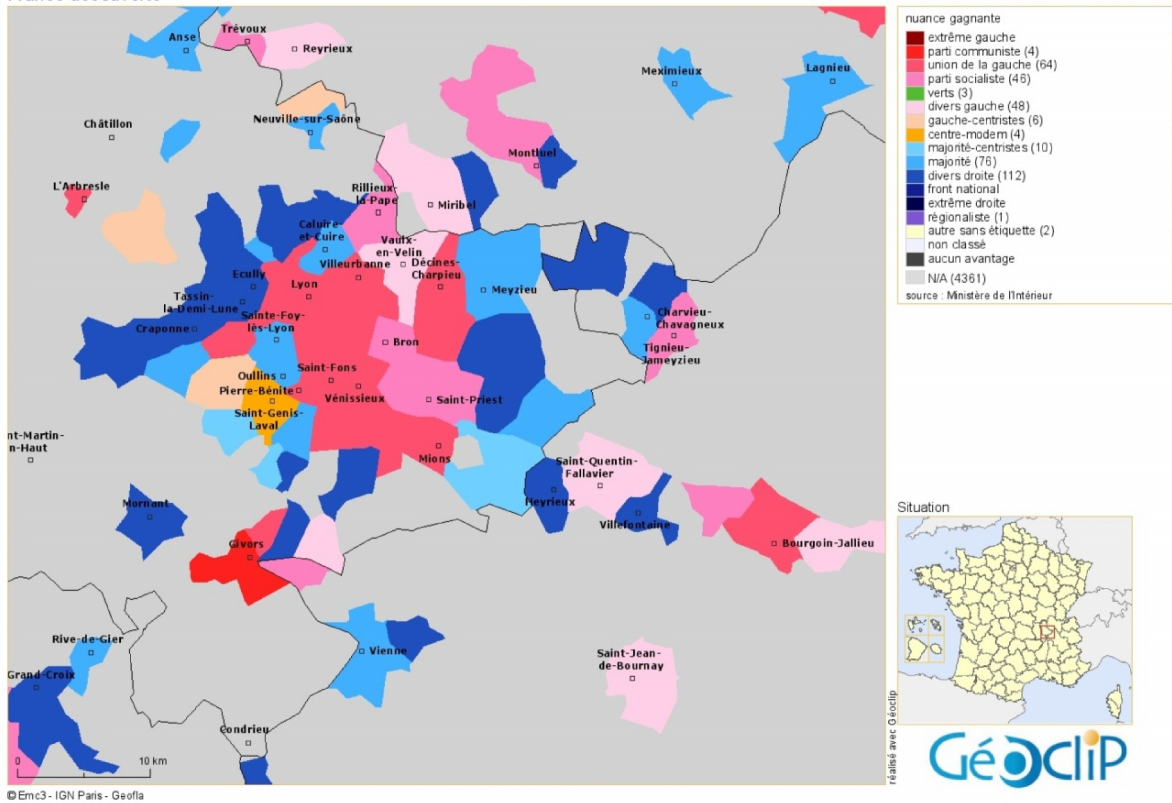 Anse
Trévoux
Reyrieux
Meximieux
Lagnieu
Châtillon
Neuville-sur-Saône
Montluel
L'Arbresle
Rillieux-
la-Pape
Miribel
Caluire-
et-Cuire
Vaulx-
en-Velin
Villeurbanne
Décines-
Charpieu
Ecully
Lyon
Meyzieu
Tassin-
la-Demi-Lune
Sainte-Foy-
lès-Lyon
Craponne
Charvieu-
Chavagneux
Bron
Tignieu-
Jameyzieu
Oullins
Saint-Fons
Pierre-Bénite
Vénissieux
Saint-Priest
Saint-Genis-
Laval
nt-Martin-
n-Haut
Mions
Saint-Quentin-
Fallavier
Mornant
Heyrieux
Villefontaine
Givors
Bourgoin-Jallieu
Rive-de-Gier
Vienne
Saint-Jean-
de-Bournay
Grand-Croix
Condrieu
0 10 km
©Emc3 - IGN Paris - Geofla
nuance gagnante
extrême gauche
parti communiste (4)
union de la gauche (64)
parti socialiste (46)
verts (3)
divers gauche (48)
gauche-centristes (6)
centre-modem (4)
majorité-centristes (10)
majorité (76)
divers droite (112)
front national
extrême droite
régionaliste (1)
autre sans étiquette (2)
non classé
aucun avantage
N/A (4361)
source : Ministère de l'Intérieur
Situation
réalisé avec Géoclip
GéOclip